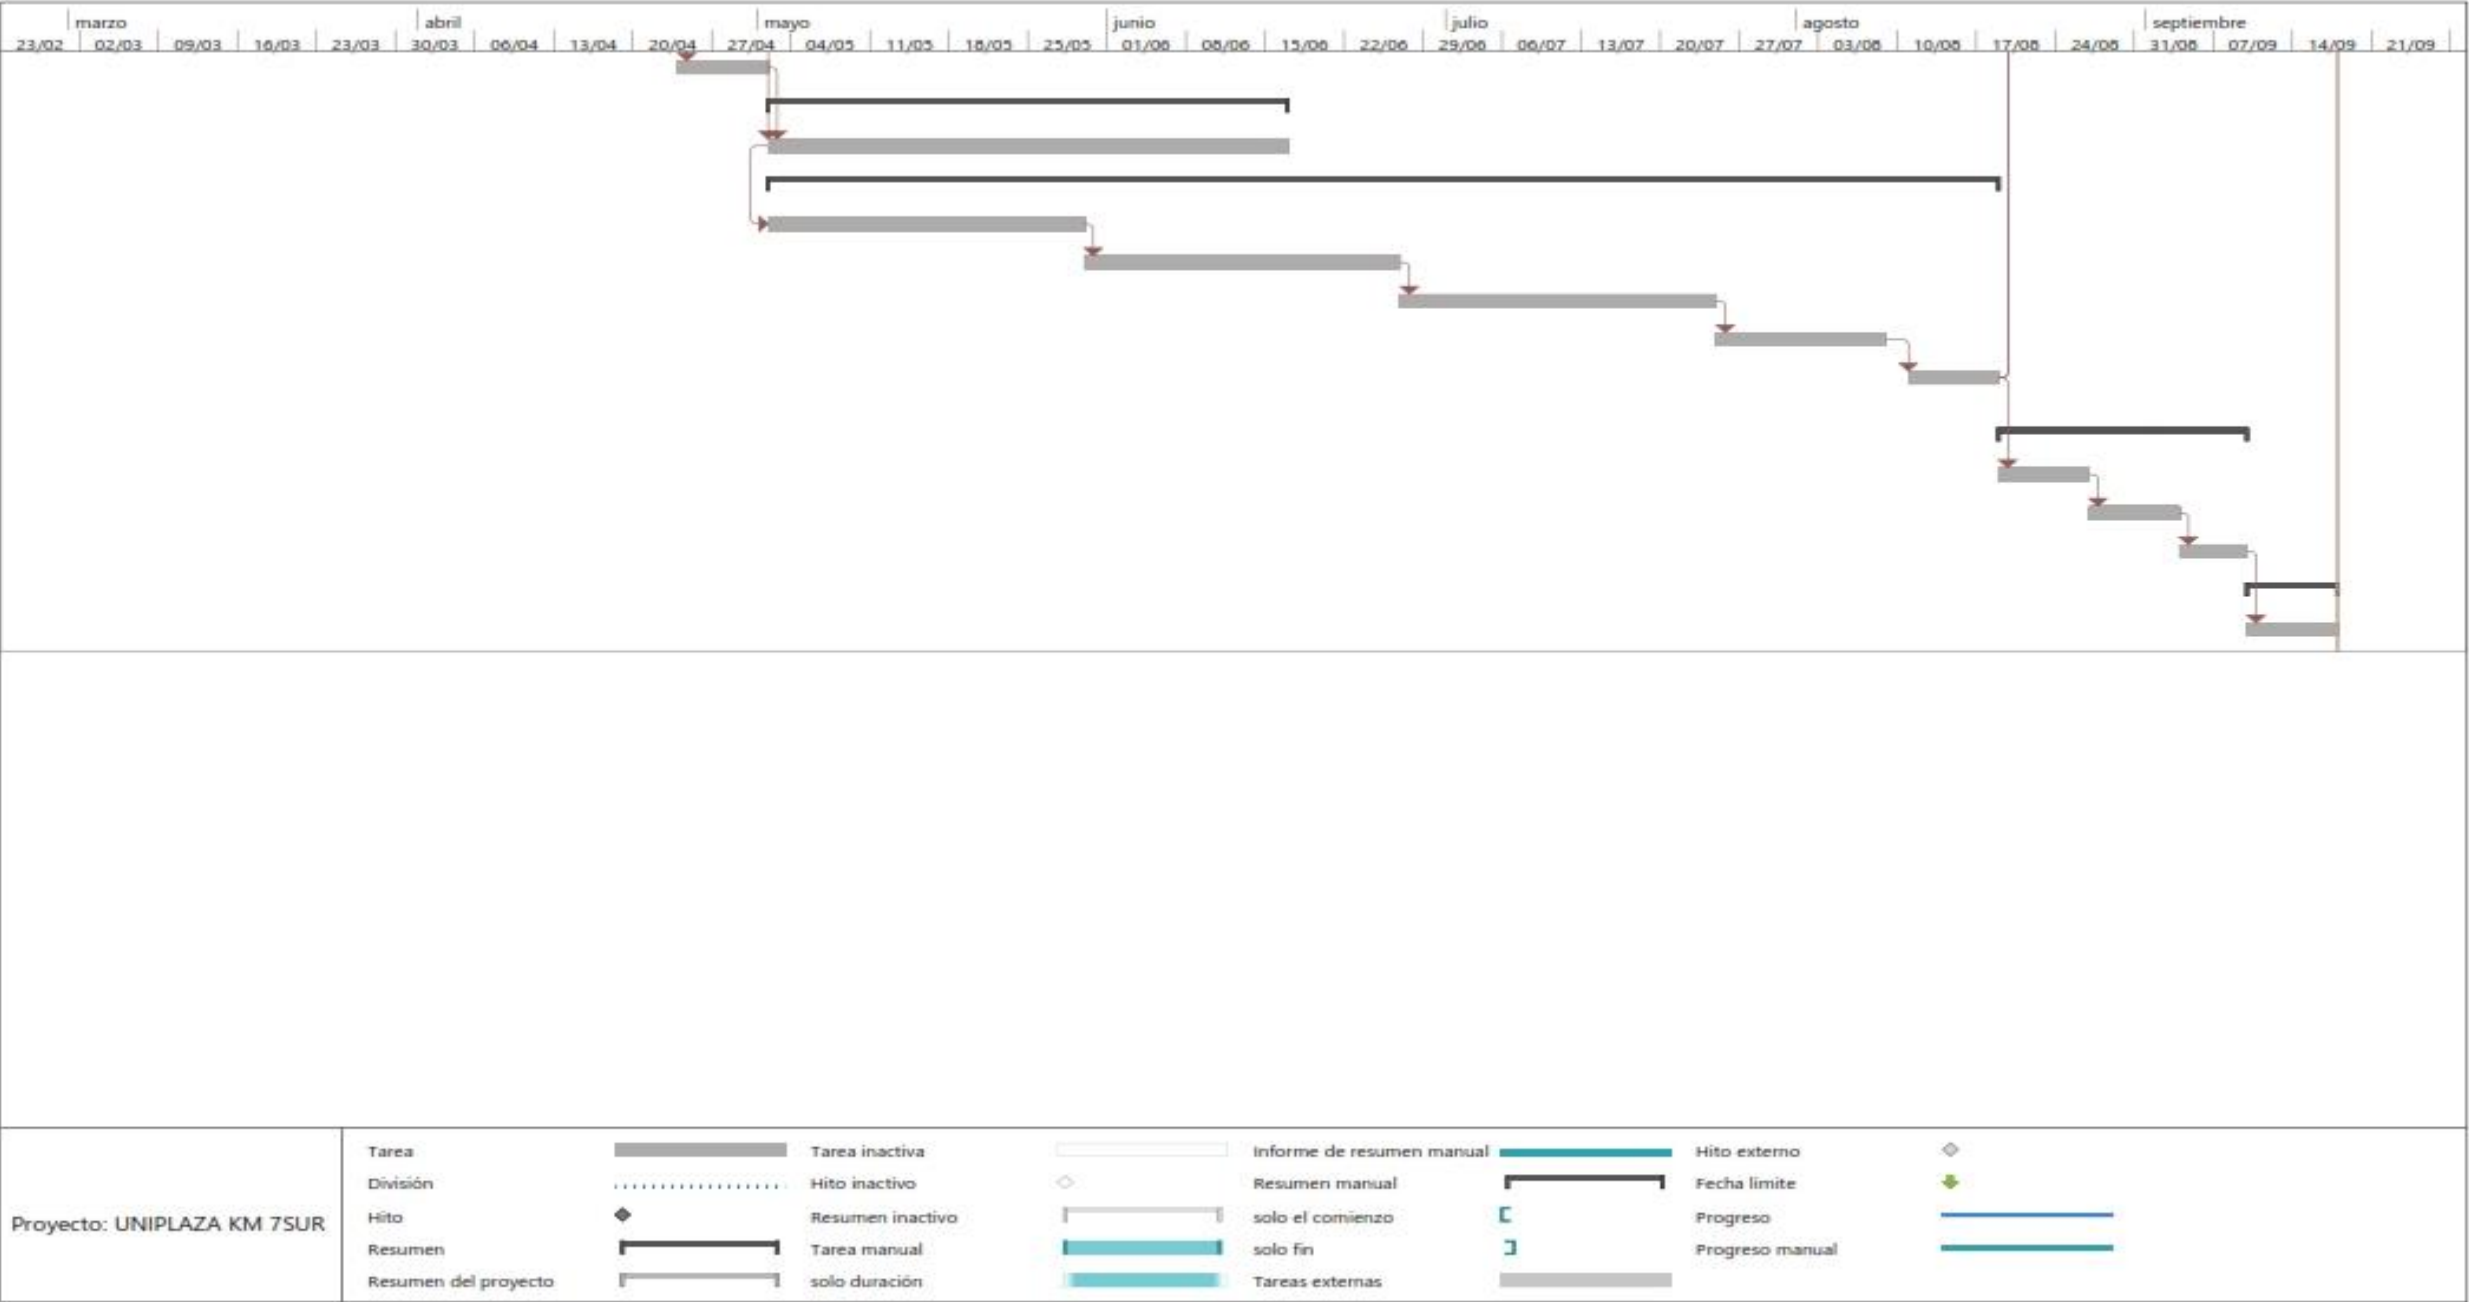 marzo abril mayo junio julio agosto septiembre
23/02 02/03 09/03 16/03 23/03 30/03 06/04 13/04 20/04 27/04 04/05 11/05 18/05 25/05 01/06 08/06 15/06 22/06 29/06 06/07 13/07 20/07 27/07 03/08 10/08 17/08 24/08 31/08 07/09 14/09 21/09
Proyecto: UNIPLAZA KM 7SUR
Tarea
División
Hito
Resumen
Resumen del proyecto
Tarea inactiva
Hito inactivo
Resumen inactivo
Tarea manual
solo duración
Informe de resumen manual
Resumen manual
solo el comienzo
solo fin
Tareas externas
Hito externo
Fecha límite
Progreso
Progreso manual